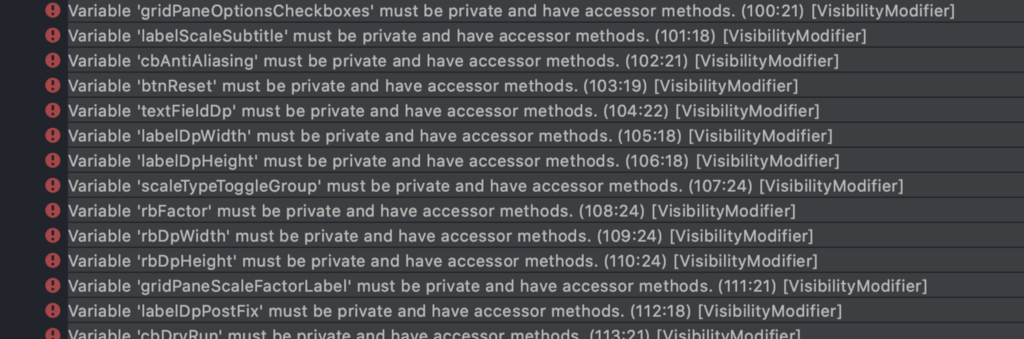 Variable 'gridPaneOptionsCheckboxes' must be private and have accessor methods. (100:21) [VisibilityModifier]
Variable 'labelScaleSubtitle' must be private and have accessor methods. (101:18) [VisibilityModifier]
Variable 'cbAntiAliasing' must be private and have accessor methods. (102:21) [VisibilityModifier]
Variable 'btnReset' must be private and have accessor methods. (103:19) [VisibilityModifier]
Variable 'textFieldDp' must be private and have accessor methods. (104:22) [VisibilityModifier]
Variable 'labelDpWidth' must be private and have accessor methods. (105:18) [VisibilityModifier]
Variable 'labelDpHeight' must be private and have accessor methods. (106:18) [VisibilityModifier]
Variable 'scaleTypeToggleGroup' must be private and have accessor methods. (107:24) [VisibilityModifier]
Variable 'rbFactor' must be private and have accessor methods. (108:24) [VisibilityModifier]
Variable 'rbDpWidth' must be private and have accessor methods. (109:24) [VisibilityModifier]
Variable 'rbDpHeight' must be private and have accessor methods. (110:24) [VisibilityModifier]
Variable 'gridPaneScaleFactorLabel' must be private and have accessor methods. (111:21) [VisibilityModifier]
Variable 'labelDpPostFix' must be private and have accessor methods. (112:18) [VisibilityModifier]
Variable 'cbDryRun' must be private and have accessor methods. (113:21) [VisibilityModifier]